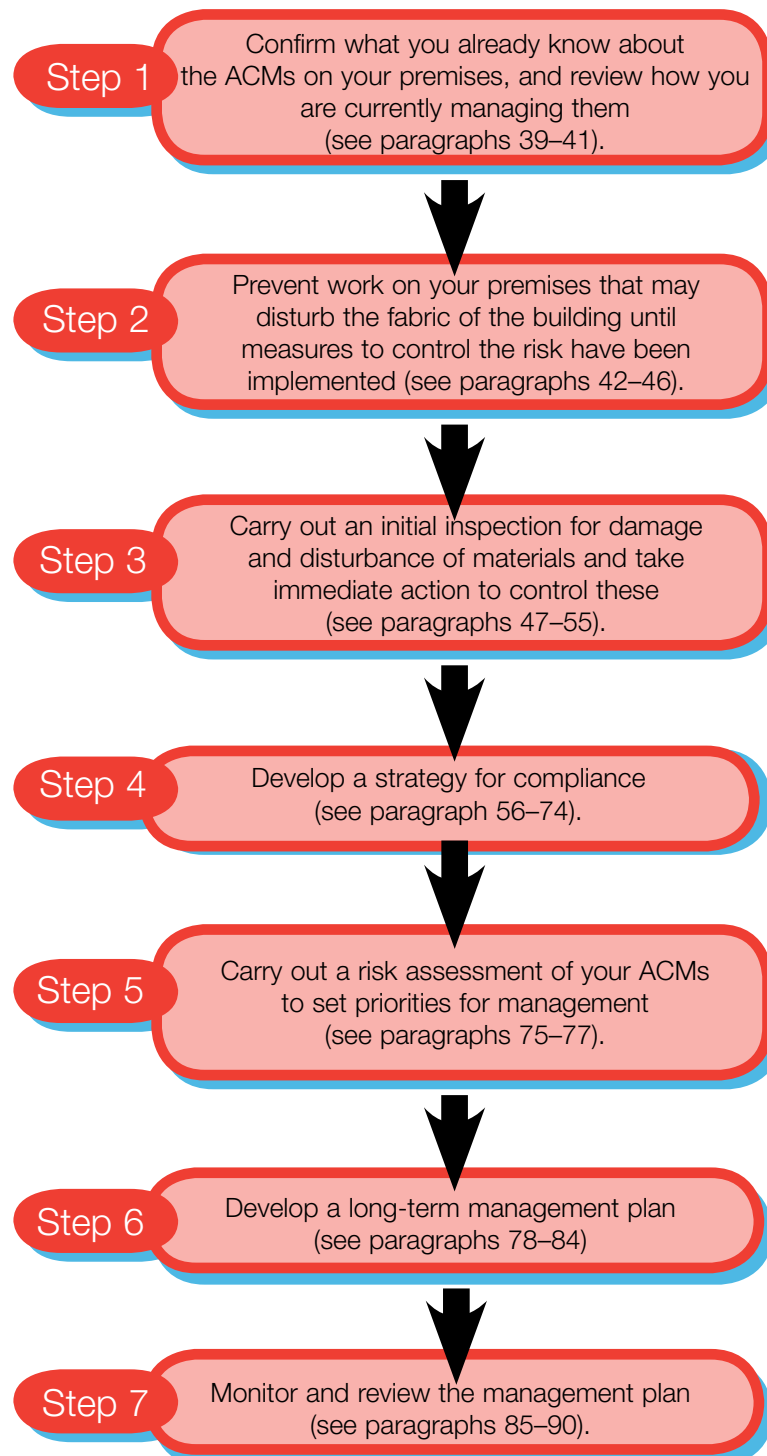 Step 1
Confirm what you already know about
the ACMs on your premises, and review how you
are currently managing them
(see paragraphs 39–41).
Step 2
Prevent work on your premises that may
disturb the fabric of the building until
measures to control the risk have been
implemented (see paragraphs 42–46).
Step 3
Carry out an initial inspection for damage
and disturbance of materials and take
immediate action to control these
(see paragraphs 47–55).
Step 4
Develop a strategy for compliance
(see paragraph 56–74).
Step 5
Carry out a risk assessment of your ACMs
to set priorities for management
(see paragraphs 75–77).
Step 6
Develop a long-term management plan
(see paragraphs 78–84)
Step 7
Monitor and review the management plan
(see paragraphs 85–90).